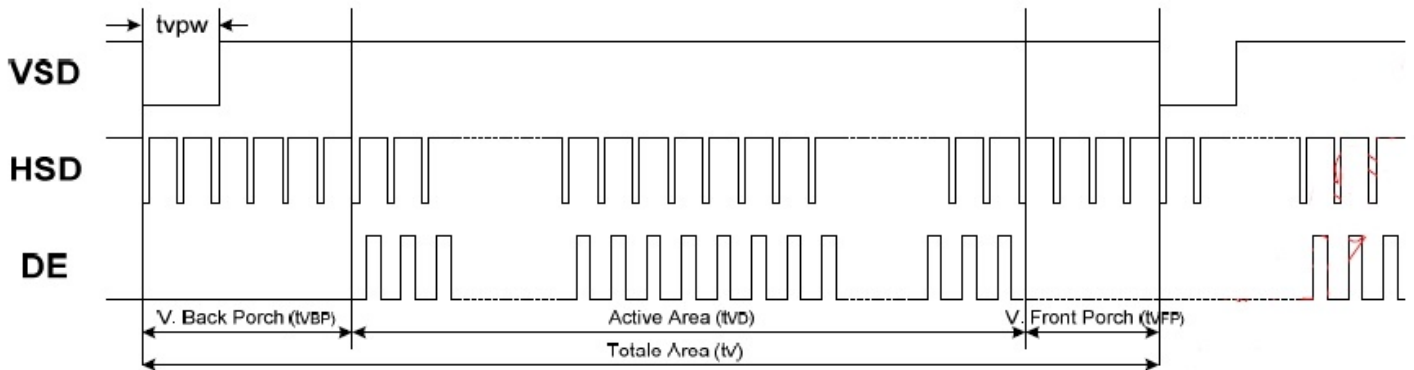 tvpw
VSD
HSD
DE
V. Back Porch (tVBP)
Active Area (tVD)
V. Front Porch (tVFP)
Totale Area (tV)